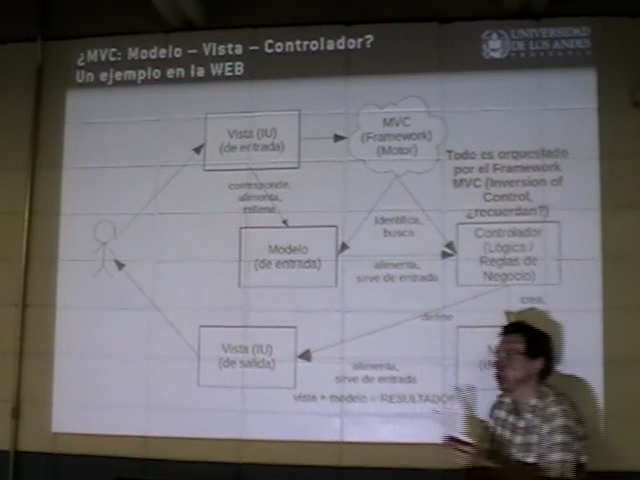 ¿MVC: Modelo – Vista – Controlador?
Un ejemplo en la WEB
UNIVERSIDAD
DE LOS ANDES
Vista (IU)
(de entrada)
MVC
(Framework)
(Motor)
Todo es orquestado
por el Framework
MVC (Inversion of
Control,
¿recuerdan?)
corresponde,
alimenta,
rellena
Identifica,
busca
Modelo
(de entrada)
alimenta,
sirve de entrada
Controlador
(Lógica /
Reglas de
Negocio)
crea,
define
Vista (IU)
(de salida)
alimenta,
sirve de entrada
vista + modelo = RESULTADO